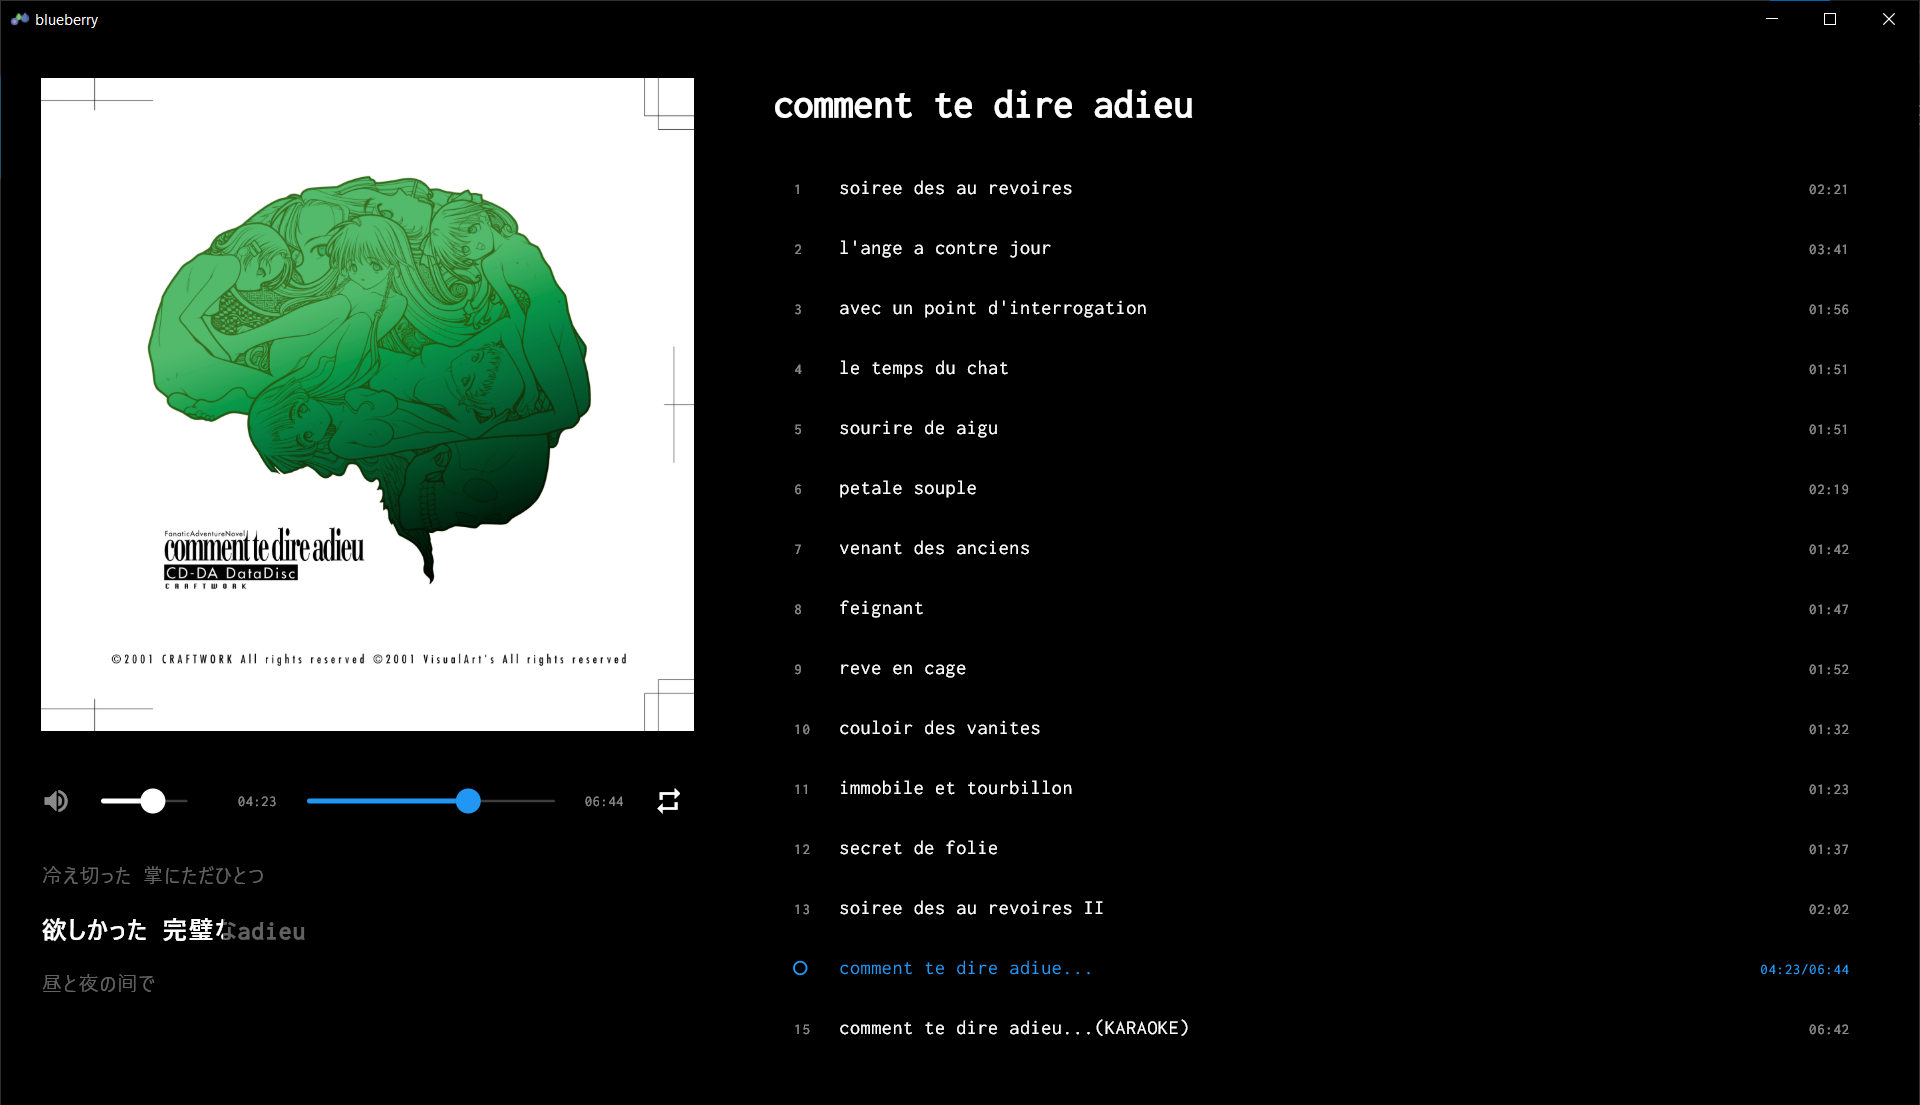 blueberry
FanaticAdventureNovel
comment te dire adieu
CD-DA DataDisc
CRAFTWORK
©2001 CRAFTWORK All rights reserved ©2001 VisualArt's All rights reserved
04:23
06:44
冷え切った 掌にただひとつ
欲しかった 完璧なadieu
昼と夜の间で
comment te dire adieu
1 soiree des au revoires 02:21
2 l'ange a contre jour 03:41
3 avec un point d'interrogation 01:56
4 le temps du chat 01:51
5 sourire de aigu 01:51
6 petale souple 02:19
7 venant des anciens 01:42
8 feignant 01:47
9 reve en cage 01:52
10 couloir des vanites 01:32
11 immobile et tourbillon 01:23
12 secret de folie 01:37
13 soiree des au revoires II 02:02
comment te dire adiue... 04:23/06:44
15 comment te dire adieu...(KARAOKE) 06:42